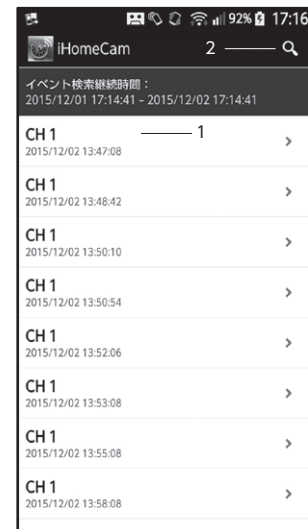 92% 17:16
iHomeCam 2
イベント検索継続時間：
2015/12/01 17:14:41 - 2015/12/02 17:14:41
CH 1 1
2015/12/02 13:47:08
CH 1
2015/12/02 13:48:42
CH 1
2015/12/02 13:50:10
CH 1
2015/12/02 13:50:54
CH 1
2015/12/02 13:52:06
CH 1
2015/12/02 13:53:08
CH 1
2015/12/02 13:55:08
CH 1
2015/12/02 13:58:08